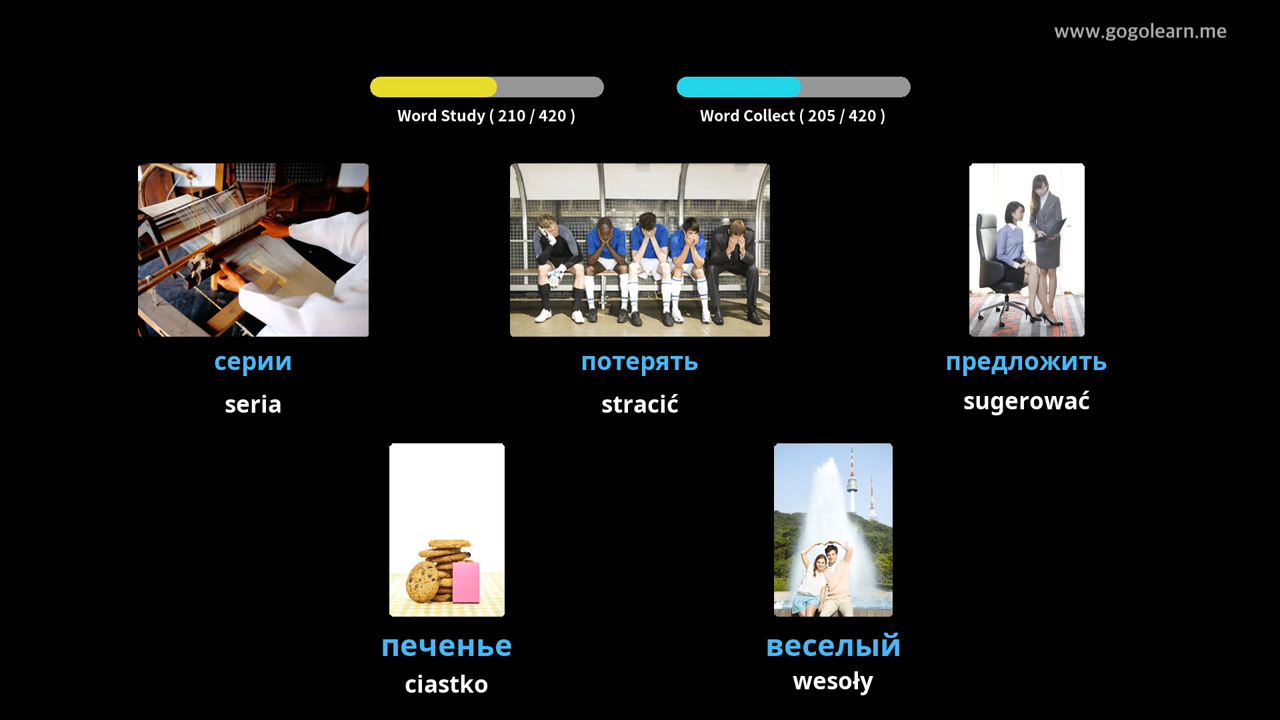 www.gogolearn.me
Word Study ( 210 / 420 )
Word Collect ( 205 / 420 )
серии
потерять
предложить
seria
stracić
sugerować
печенье
веселый
ciastko
wesoły